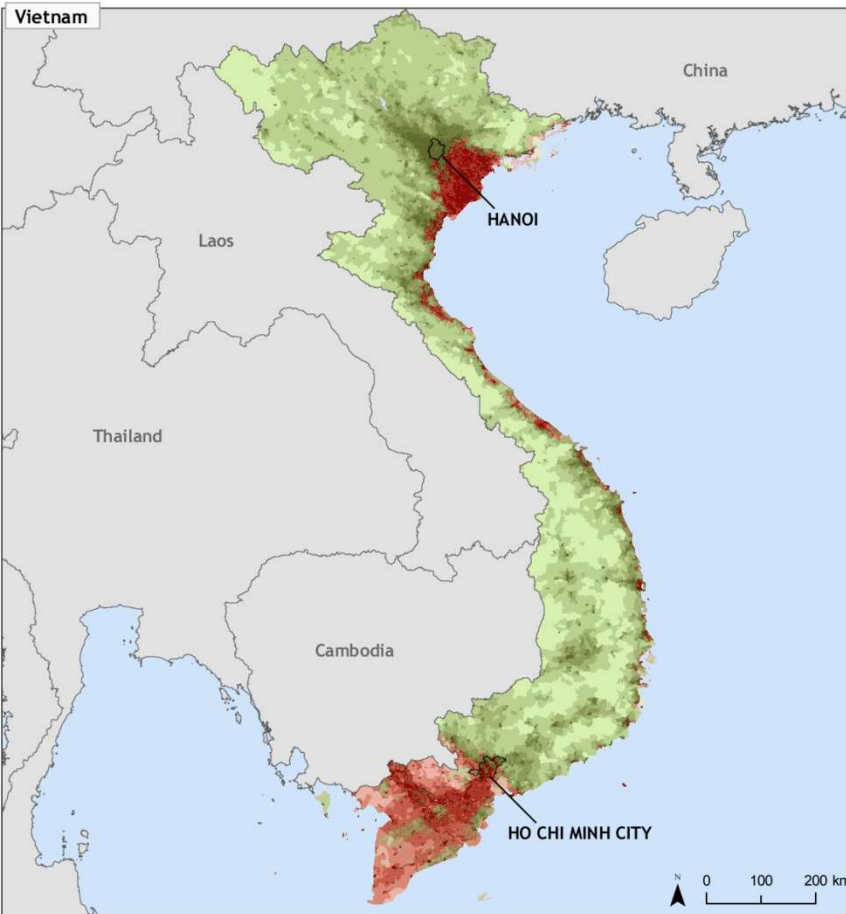 Vietnam
China
HANOI
Laos
Thailand
Cambodia
HO CHI MINH CITY
N
0 100 200 km